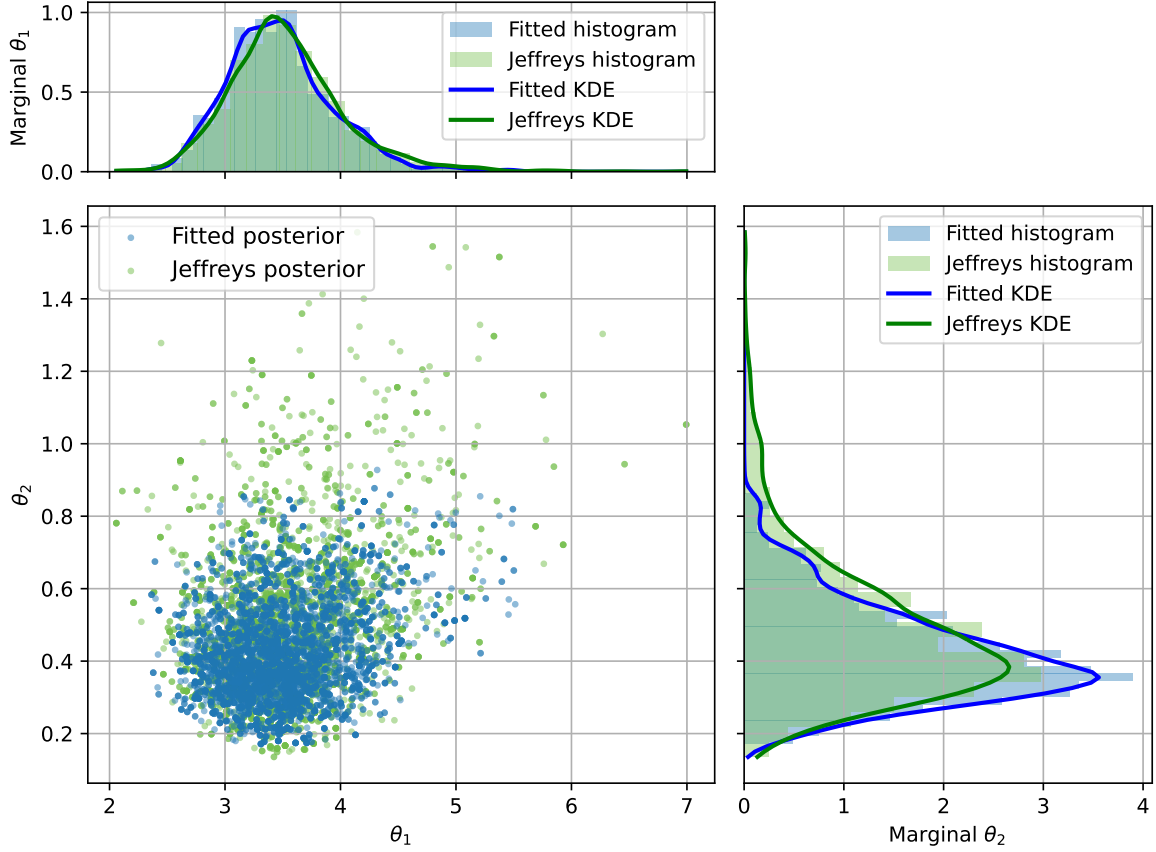 Marginal θ1
1.0
0.5
0.0
Fitted histogram
Jeffreys histogram
Fitted KDE
Jeffreys KDE
θ2
1.6
1.4
1.2
1.0
0.8
0.6
0.4
0.2
Fitted posterior
Jeffreys posterior
2 3 4 5 6 7
θ1
Fitted histogram
Jeffreys histogram
Fitted KDE
Jeffreys KDE
0 1 2 3 4
Marginal θ2